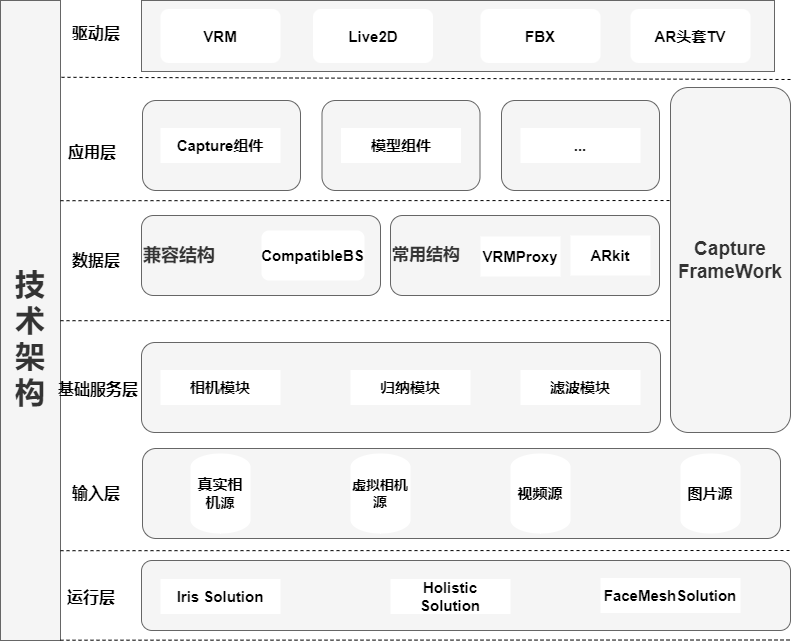 技
术
架
构
驱动层
VRM
Live2D
FBX
AR头套TV
应用层
Capture组件
模型组件
...
数据层
兼容结构
CompatibleBS
常用结构
VRMProxy
ARkit
Capture
FrameWork
基础服务层
相机模块
归纳模块
滤波模块
输入层
真实相
机源
虚拟相机
源
视频源
图片源
运行层
Iris Solution
Holistic
Solution
FaceMeshSolution